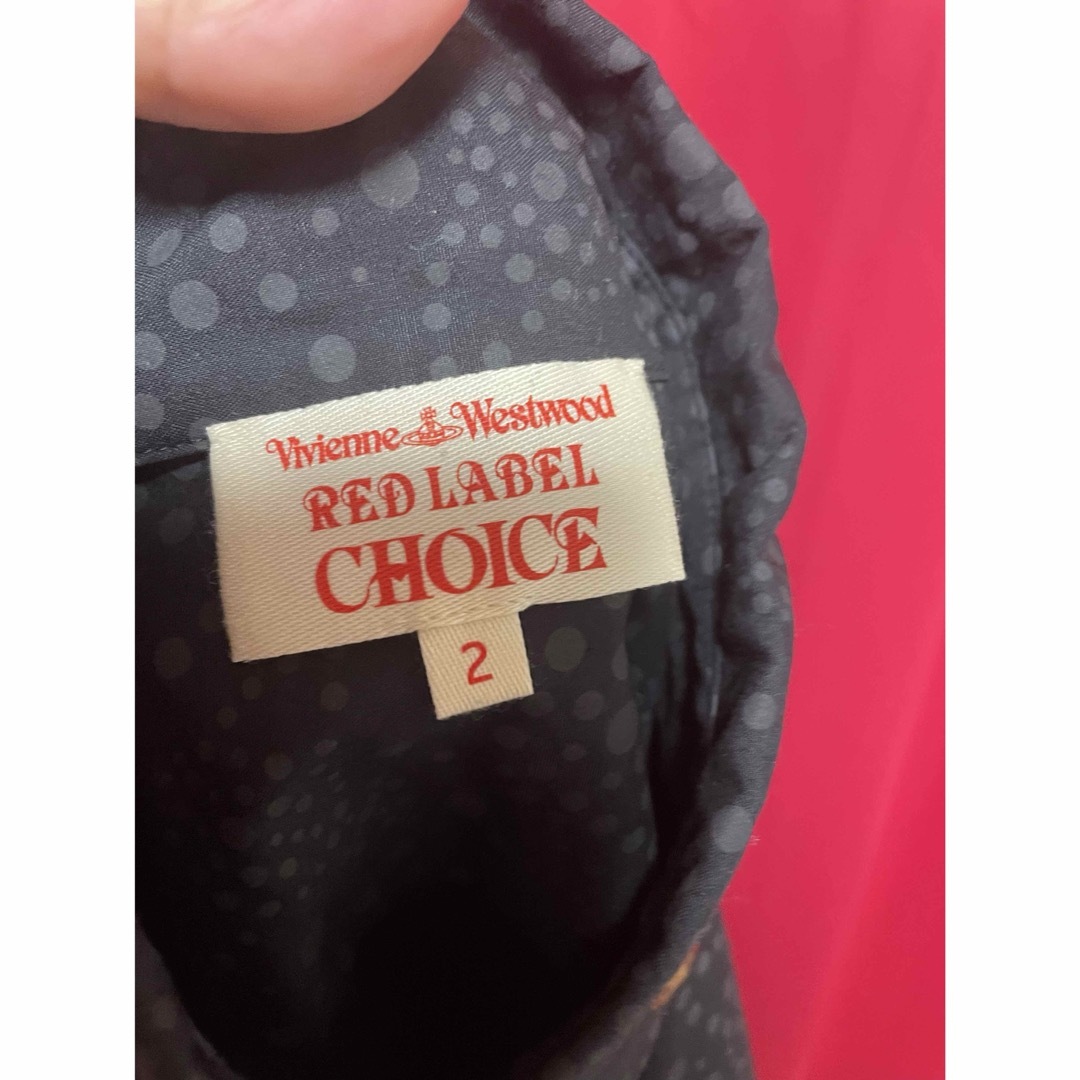 Vivienne Westwood
RED LABEL
CHOICE
2